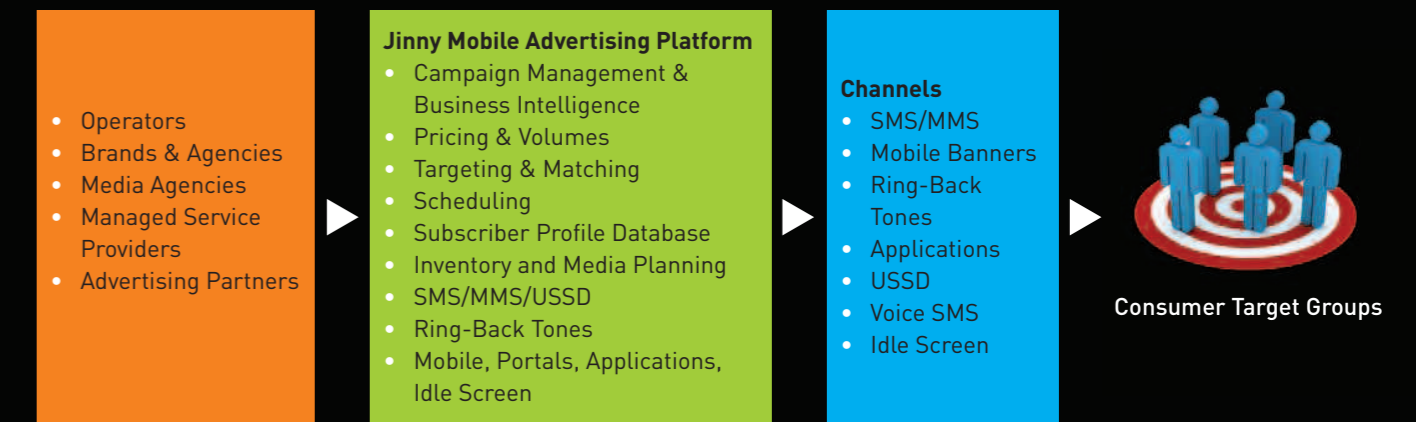 • Operators
• Brands & Agencies
• Media Agencies
• Managed Service
Providers
• Advertising Partners
Jinny Mobile Advertising Platform
• Campaign Management &
Business Intelligence
• Pricing & Volumes
• Targeting & Matching
• Scheduling
• Subscriber Profile Database
• Inventory and Media Planning
• SMS/MMS/USSD
• Ring-Back Tones
• Mobile, Portals, Applications,
Idle Screen
Channels
• SMS/MMS
• Mobile Banners
• Ring-Back
Tones
• Applications
• USSD
• Voice SMS
• Idle Screen
Consumer Target Groups